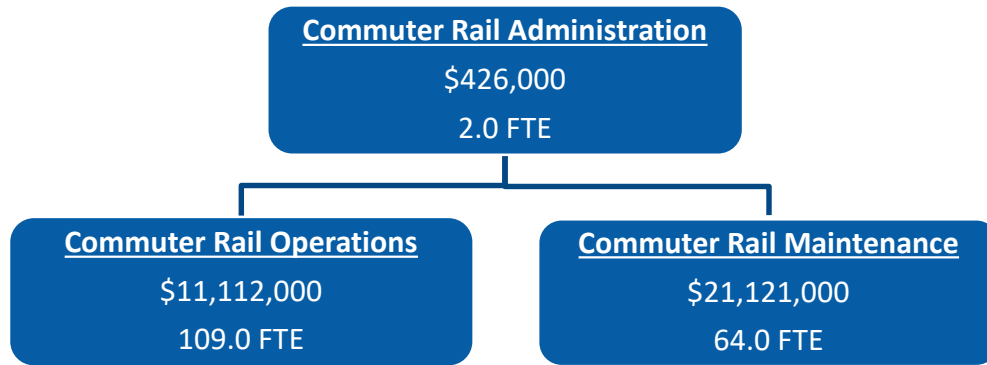 Commuter Rail Administration
$426,000
2.0 FTE
Commuter Rail Operations
$11,112,000
109.0 FTE
Commuter Rail Maintenance
$21,121,000
64.0 FTE